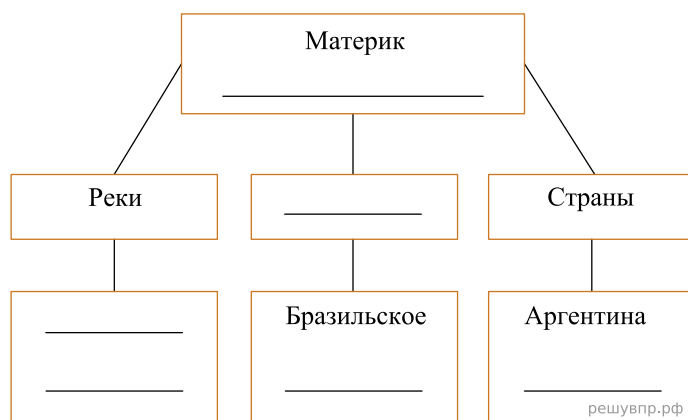 Материк
Реки
Страны
Бразильское
Аргентина
решувпр.рф